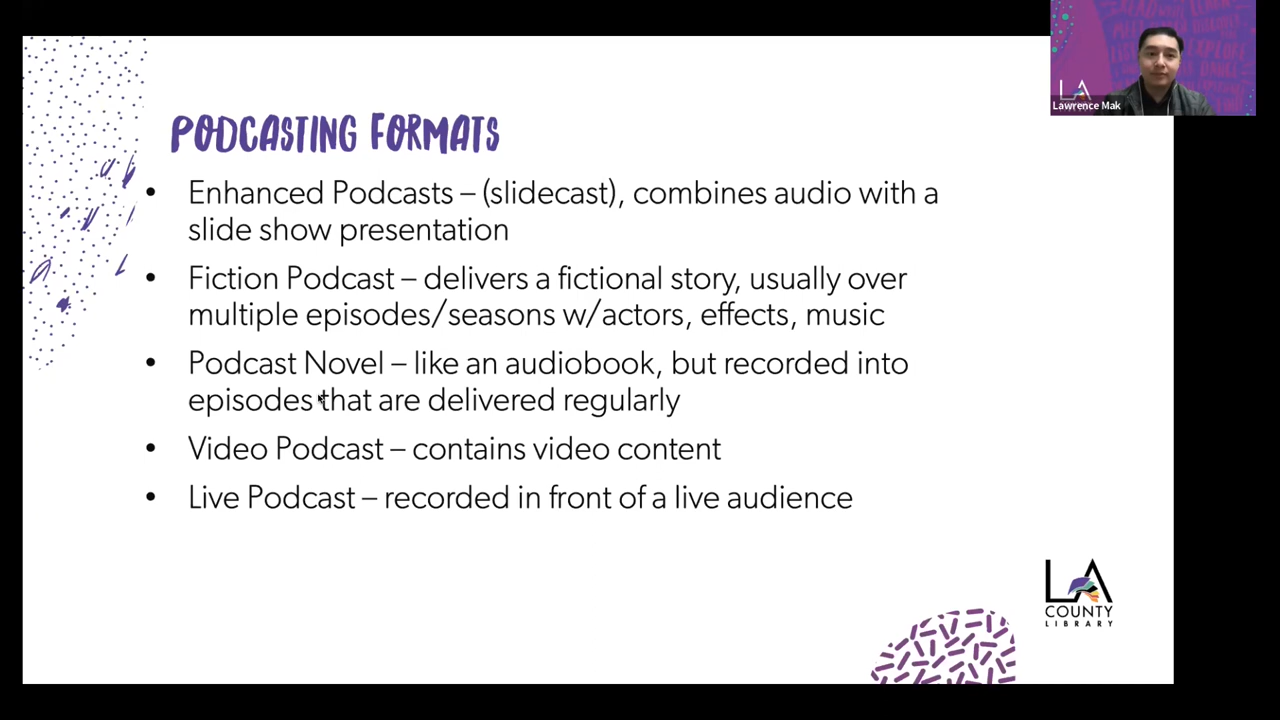 PODCASTING FORMATS
• Enhanced Podcasts – (slidecast), combines audio with a
slide show presentation
• Fiction Podcast – delivers a fictional story, usually over
multiple episodes/seasons w/actors, effects, music
• Podcast Novel – like an audiobook, but recorded into
episodes that are delivered regularly
• Video Podcast – contains video content
• Live Podcast – recorded in front of a live audience
LA
COUNTY
LIBRARY
LA
Lawrence Mak